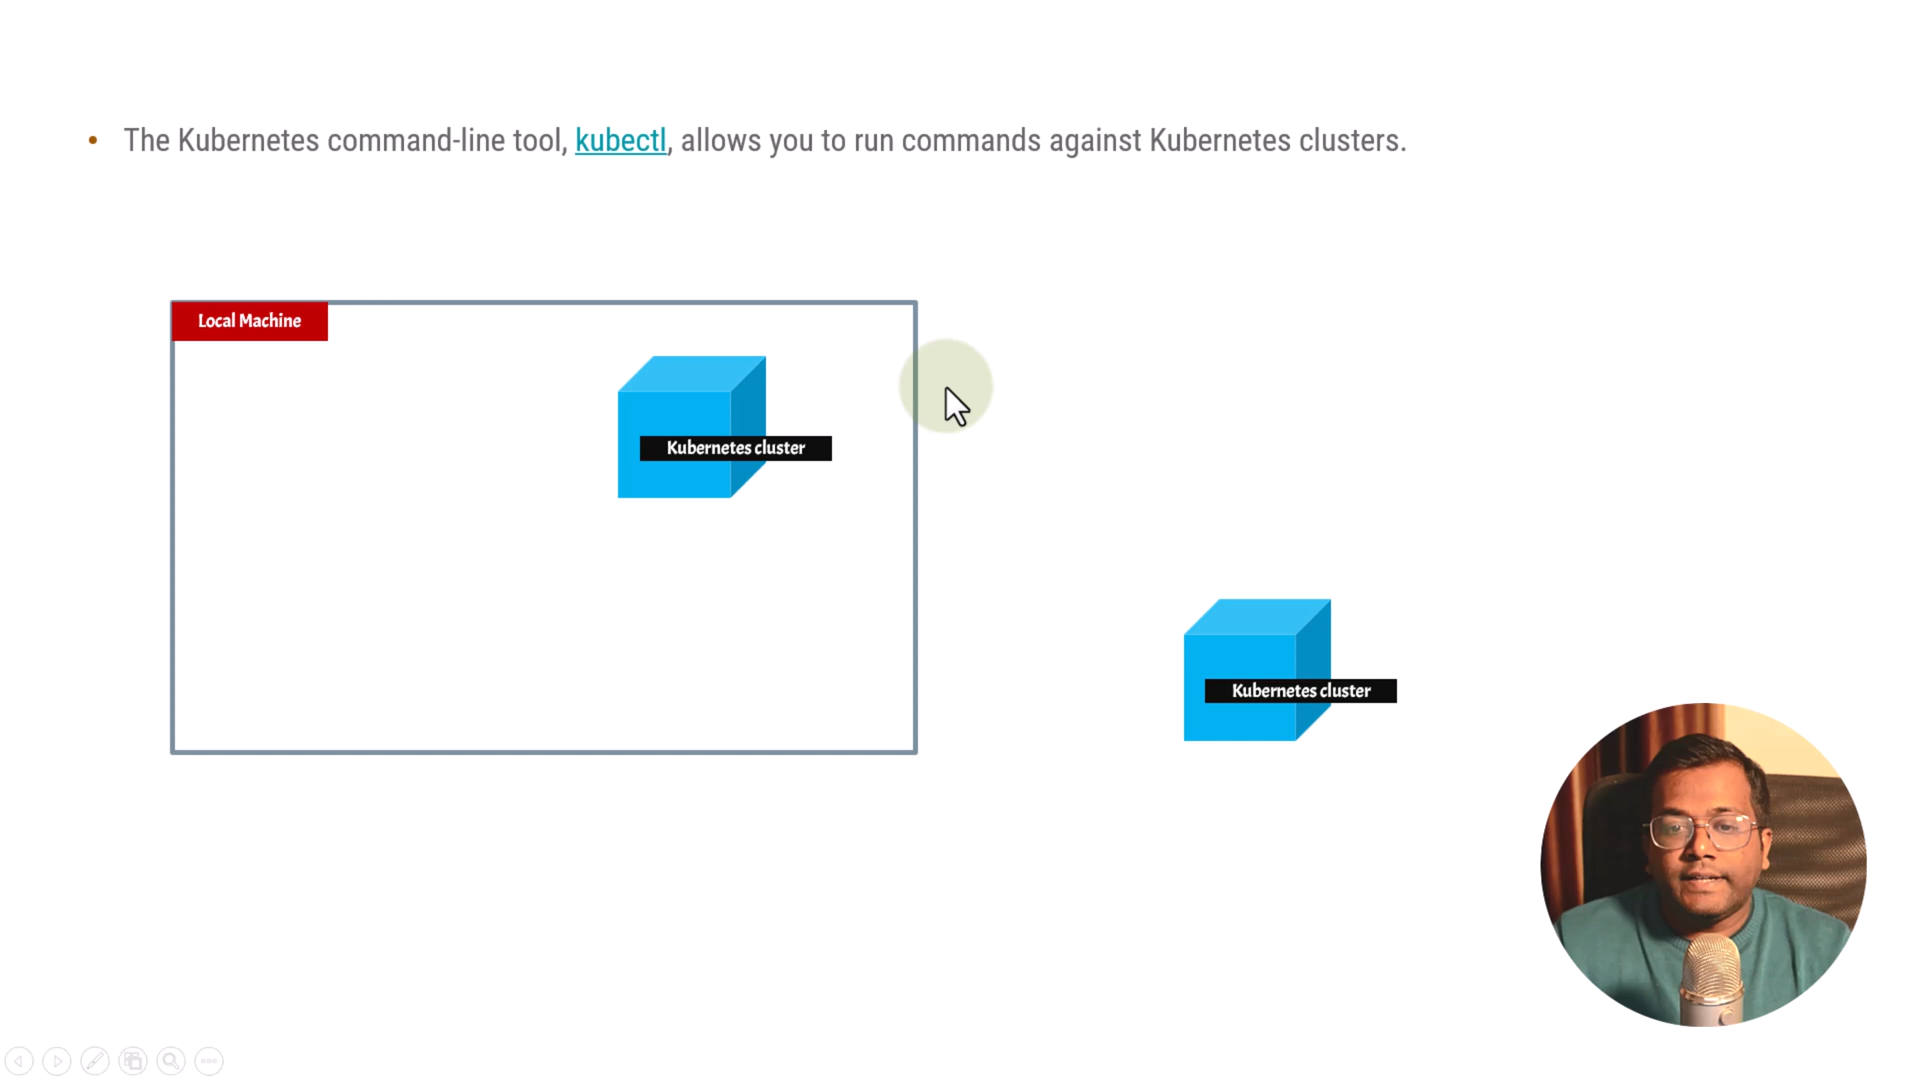 • The Kubernetes command-line tool, kubectl, allows you to run commands against Kubernetes clusters.
Local Machine
Kubernetes cluster
Kubernetes cluster